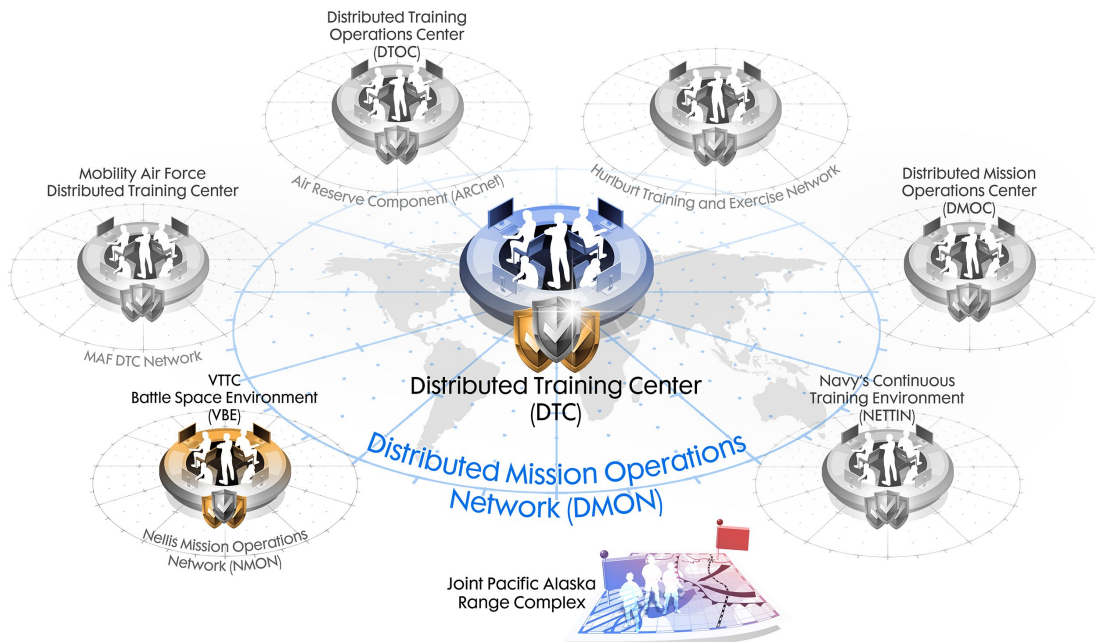 Distributed Training
Operations Center
(DTOC)
Air Reserve Component (ARCnet)
Hurlburt Training and Exercise Network
Mobility Air Force
Distributed Training Center
MAF DTC Network
Distributed Mission
Operations Center
(DMOC)
VTTC
Battle Space Environment
(VBE)
Nellis Mission Operations
Network (NMON)
Distributed Training Center
(DTC)
Distributed Mission Operations
Network (DMON)
Navy's Continuous
Training Environment
(NETTIN)
Joint Pacific Alaska
Range Complex